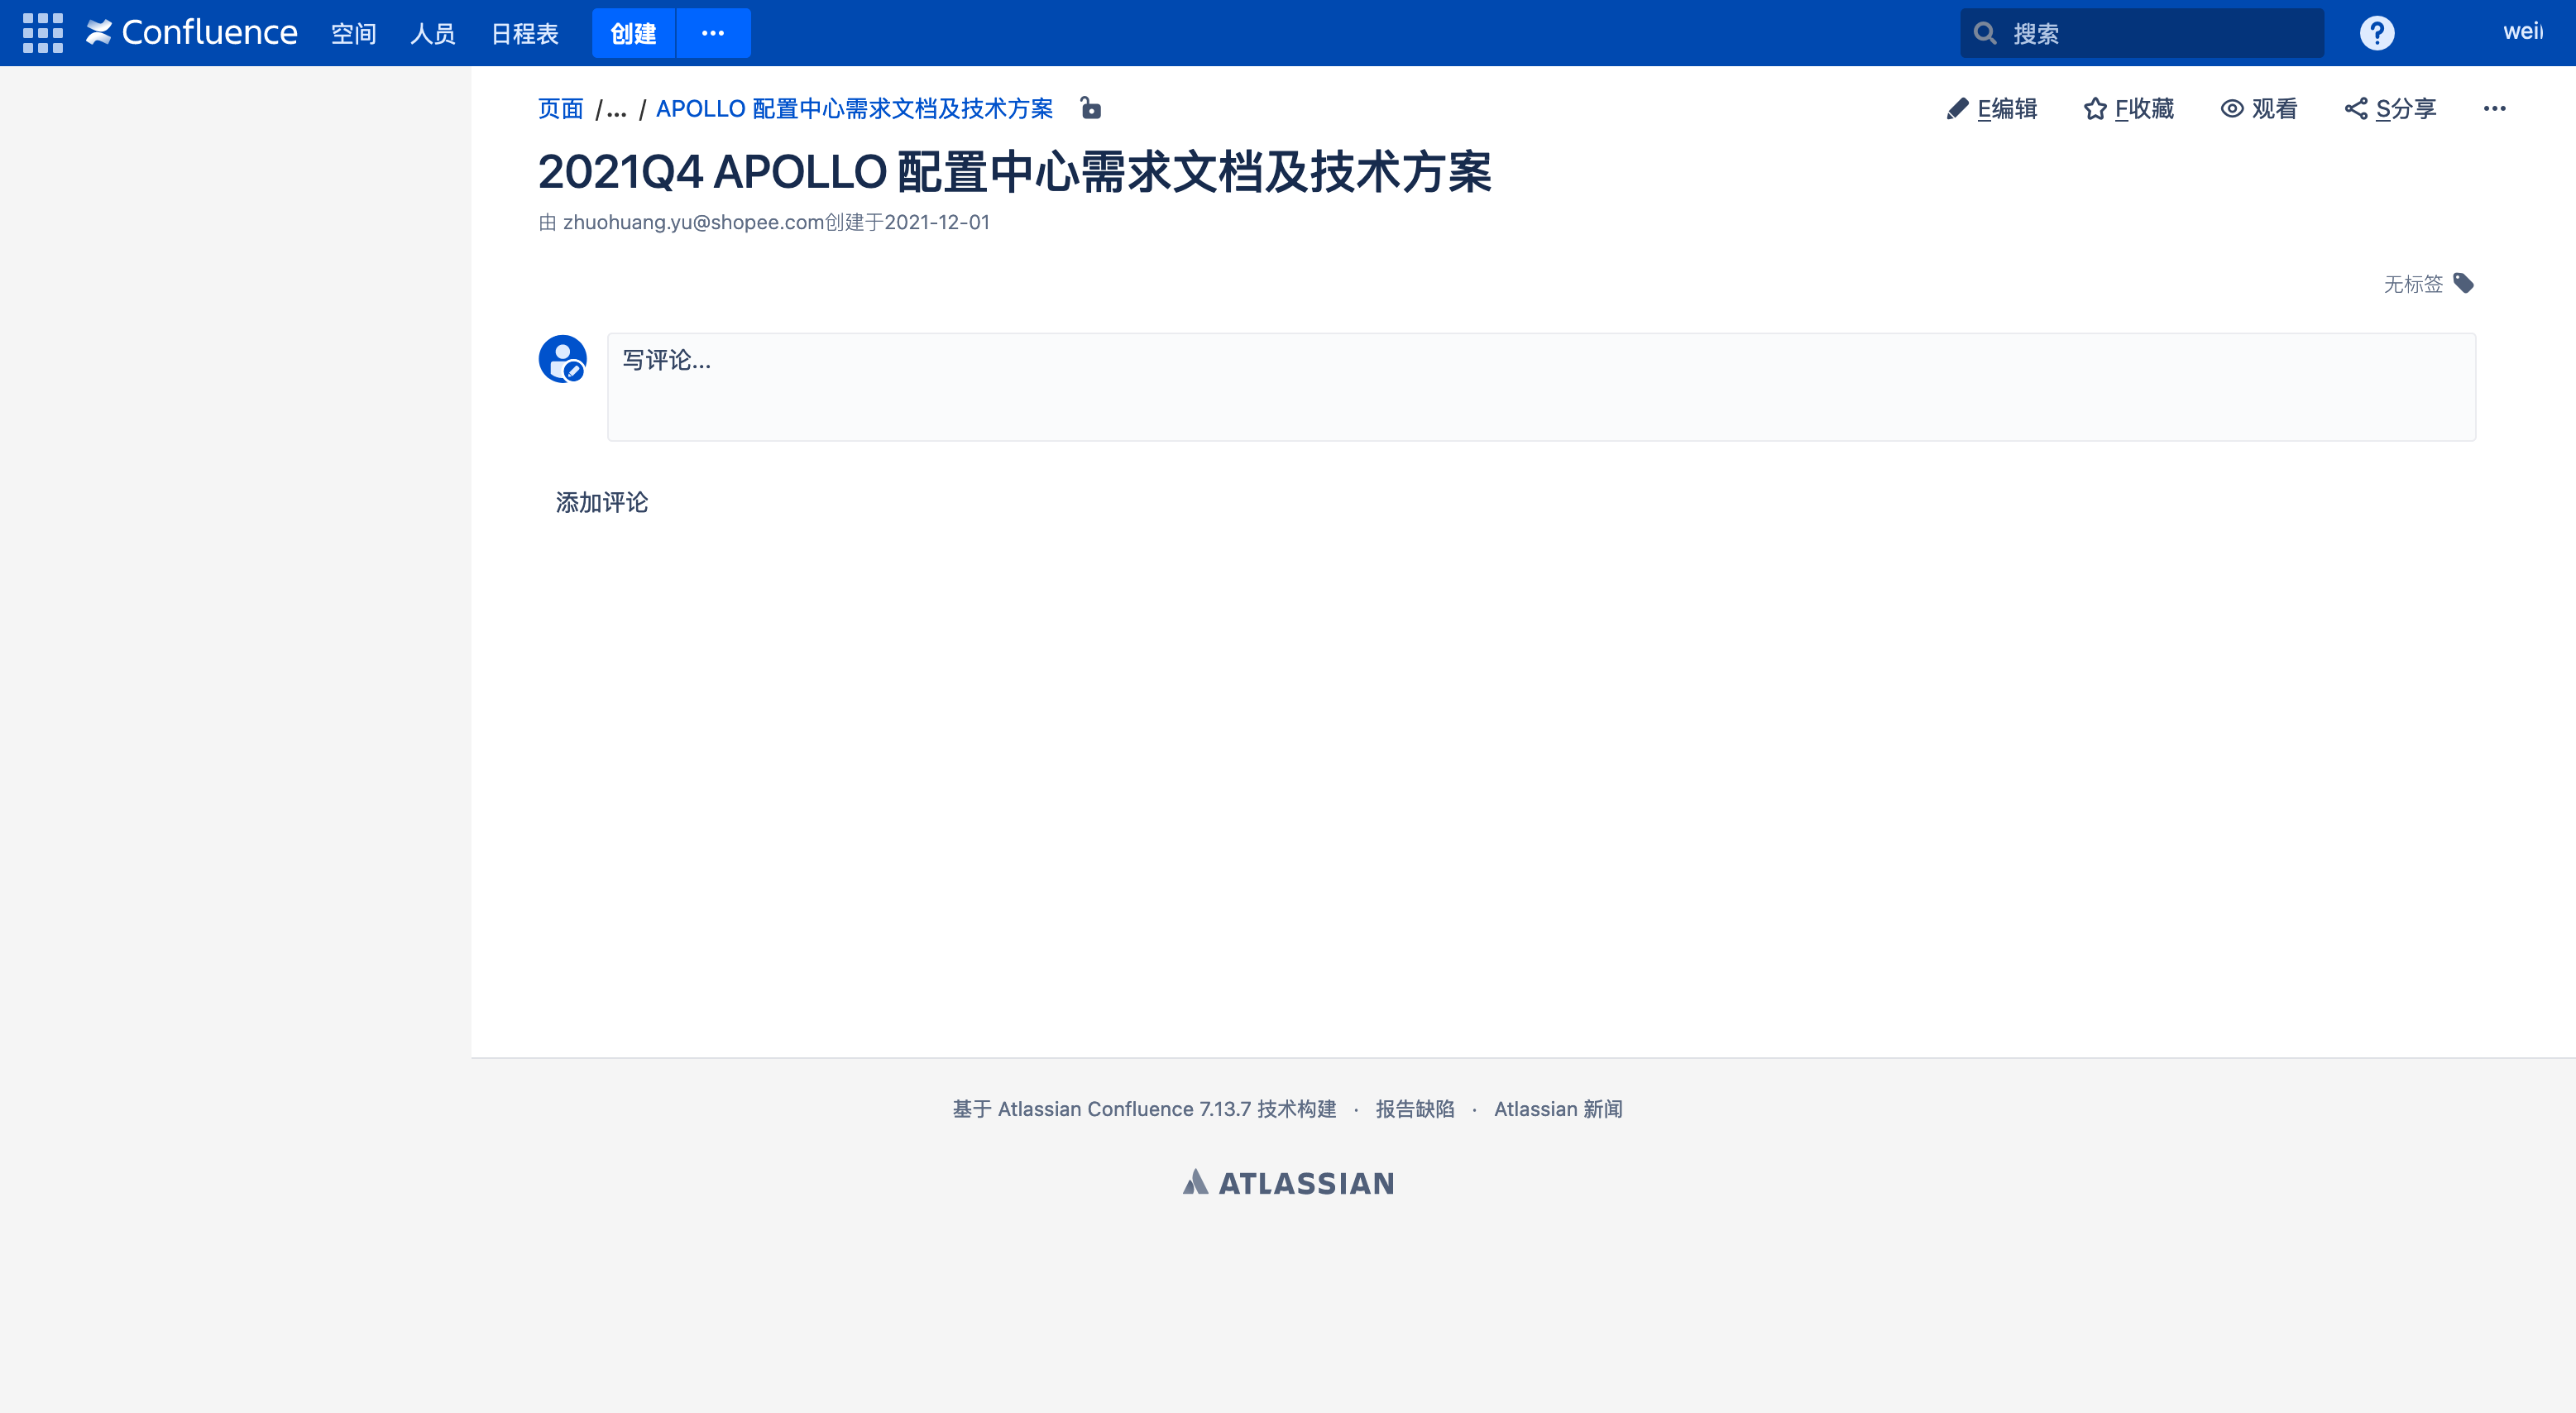 Confluence 空间 人员 日程表 创建 ··· 搜索 ? wei
页面 /... / APOLLO 配置中心需求文档及技术方案 E编辑 F收藏 观看 S分享 ···
2021Q4 APOLLO 配置中心需求文档及技术方案
由 zhuohuang.yu@shopee.com创建于2021-12-01
无标签
写评论...
添加评论
基于 Atlassian Confluence 7.13.7 技术构建 · 报告缺陷 · Atlassian 新闻
ATLASSIAN